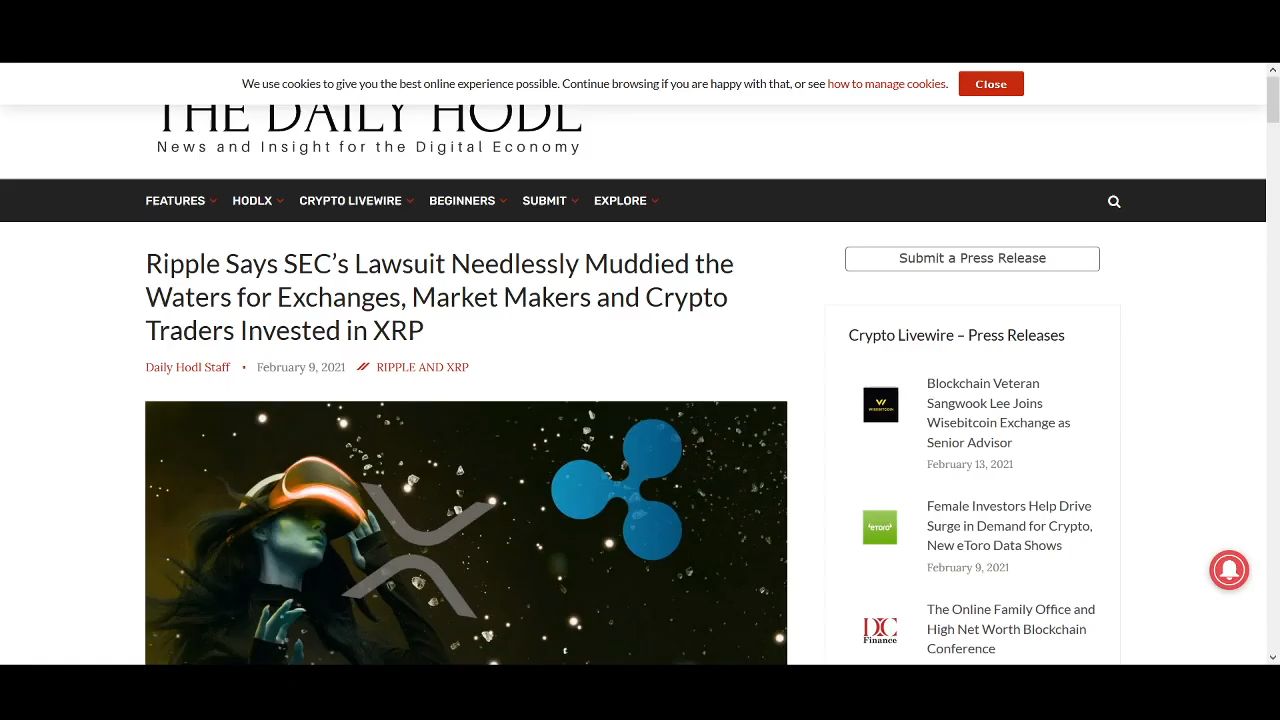 We use cookies to give you the best online experience possible. Continue browsing if you are happy with that, or see how to manage cookies.
Close
THE DAILY HODL
News and Insight for the Digital Economy
FEATURES HODLX CRYPTO LIVEWIRE BEGINNERS SUBMIT EXPLORE
Ripple Says SEC’s Lawsuit Needlessly Muddied the
Waters for Exchanges, Market Makers and Crypto
Traders Invested in XRP
Daily Hodl Staff • February 9, 2021 RIPPLE AND XRP
Submit a Press Release
Crypto Livewire – Press Releases
WISEBITCOIN
Blockchain Veteran
Sangwook Lee Joins
Wisebitcoin Exchange as
Senior Advisor
February 13, 2021
eToro
Female Investors Help Drive
Surge in Demand for Crypto,
New eToro Data Shows
February 9, 2021
DC
Finance
The Online Family Office and
High Net Worth Blockchain
Conference